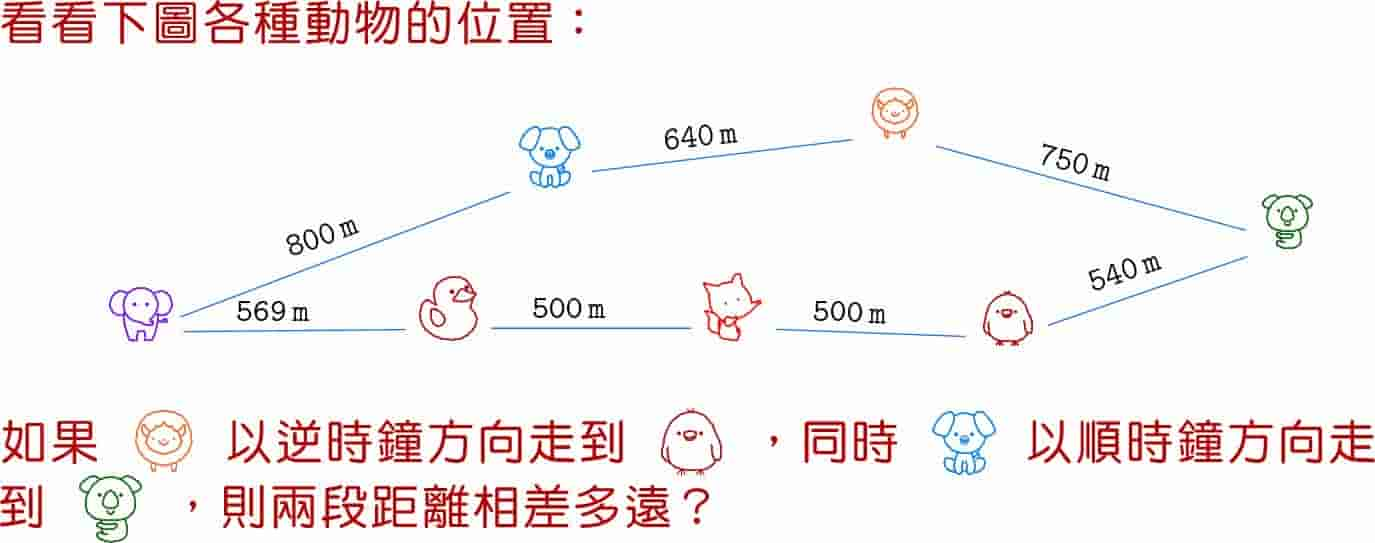 看看下圖各種動物的位置：
640 m
750 m
800 m
540 m
569 m
500 m
500 m
如果 以逆時鐘方向走到 ，同時 以順時鐘方向走
到 ，則兩段距離相差多遠？